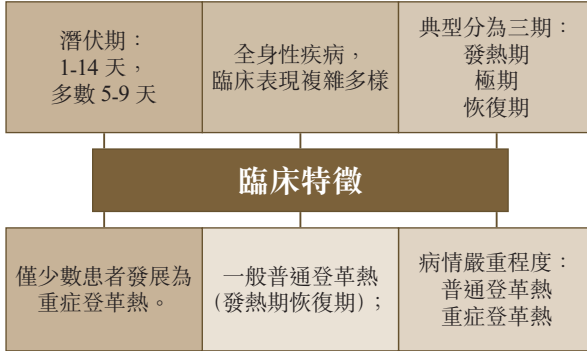 潛伏期：
1-14 天，
多數 5-9 天
全身性疾病，
臨床表現複雜多樣
典型分為三期：
發熱期
極期
恢復期
臨床特徵
僅少數患者發展為
重症登革熱。
一般普通登革熱
(發熱期恢復期)；
病情嚴重程度：
普通登革熱
重症登革熱